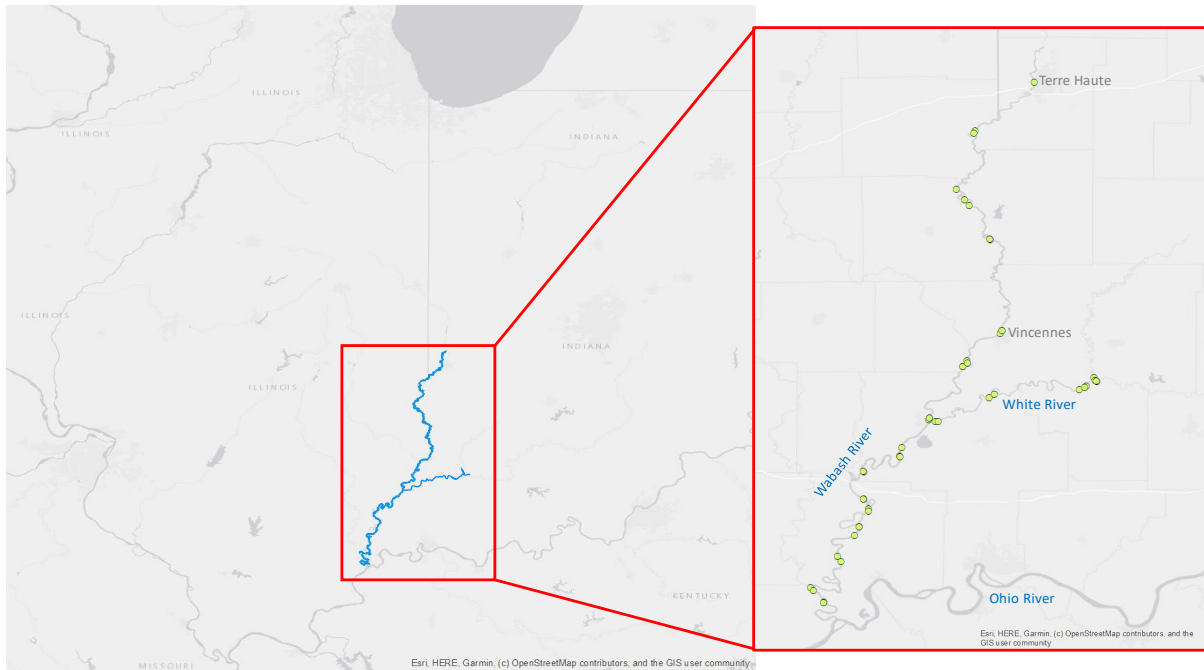 ILLINOIS
ILLINOIS
INDIANA
ILLINOIS
INDIANA
ILLINOIS
KENTUCKY
MISSOURI
Esri, HERE, Garmin, (c) OpenStreetMap contributors, and the GIS user community
Terre Haute
Vincennes
White River
Wabash River
Ohio River
Esri, HERE, Garmin, (c) OpenStreetMap contributors, and the
GIS user community